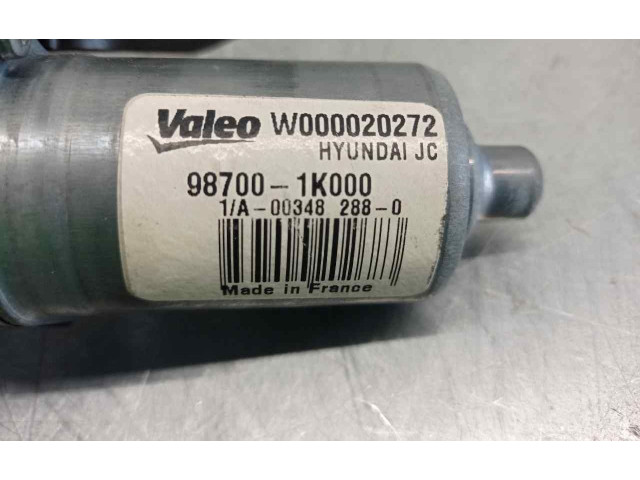 Valeo W000020272
HYUNDAI JC
98700-1K000
1/A-00348 288-0
Made in France